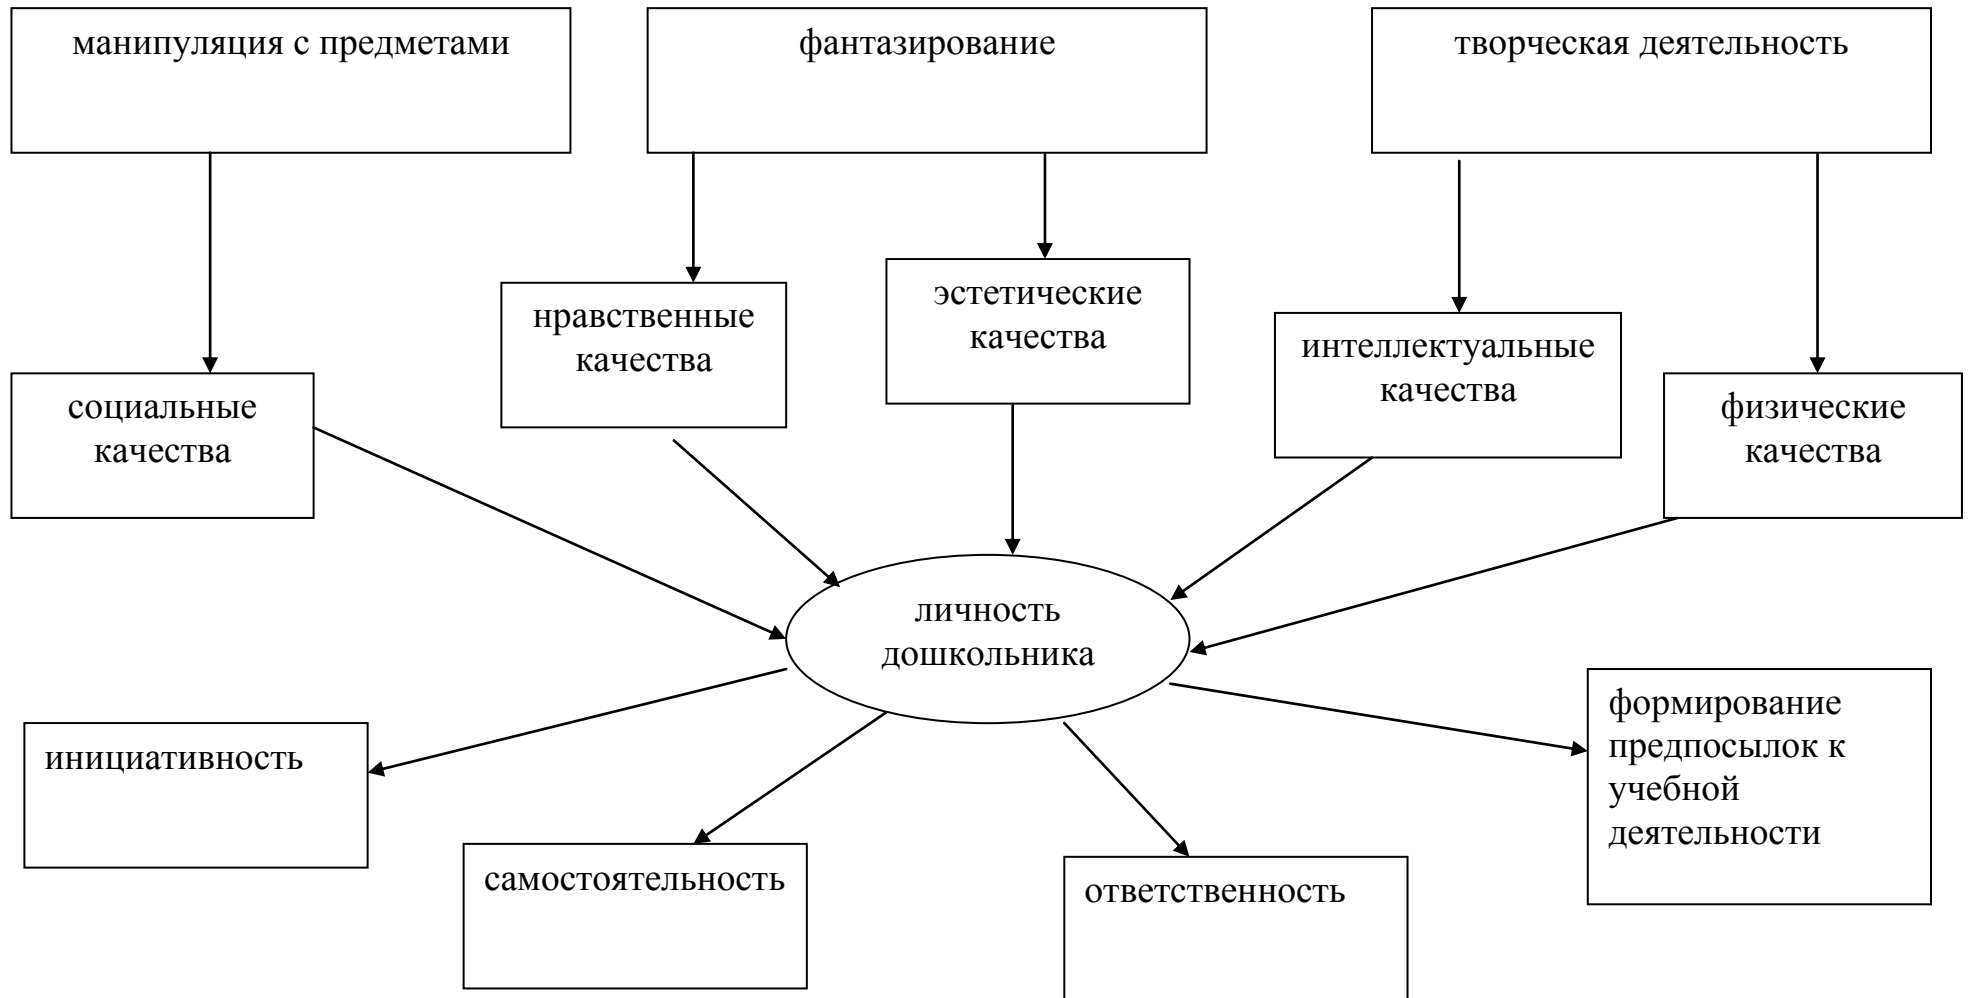 манипуляция с предметами
фантазирование
творческая деятельность
нравственные
качества
эстетические
качества
интеллектуальные
качества
социальные
качества
физические
качества
личность
дошкольника
инициативность
самостоятельность
ответственность
формирование
предпосылок к
учебной
деятельности